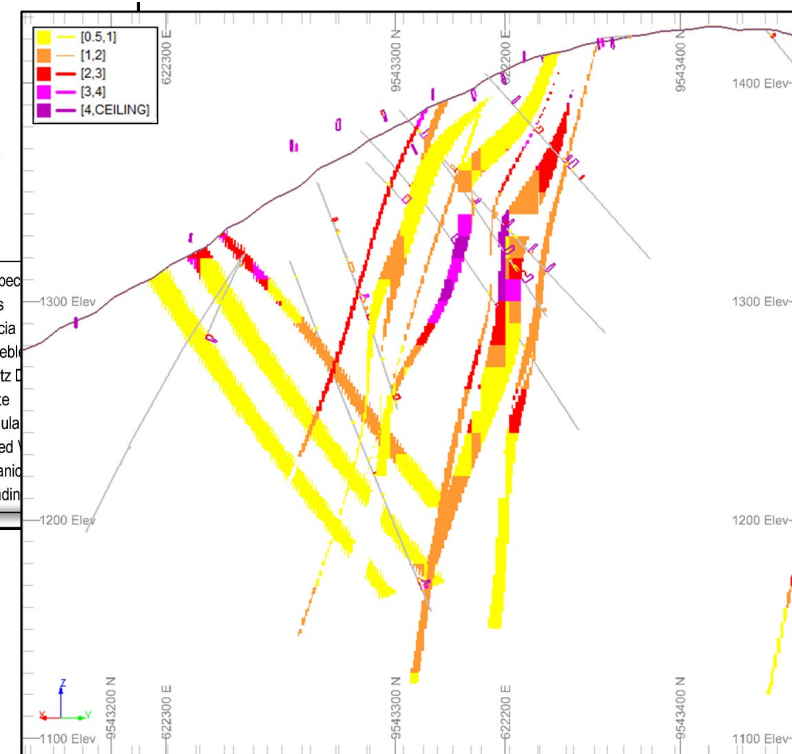 [0.5,1]
[1,2]
[2,3]
[3,4]
[4,CEILING]
622300 E
9543300 N
622200 E
9543400 N
1400 Elev
1300 Elev
1300 Elev
1200 Elev
1200 Elev
1100 Elev
1100 Elev
9543200 N
622300 E
9543300 N
622200 E
9543400 N
Z
X
Y